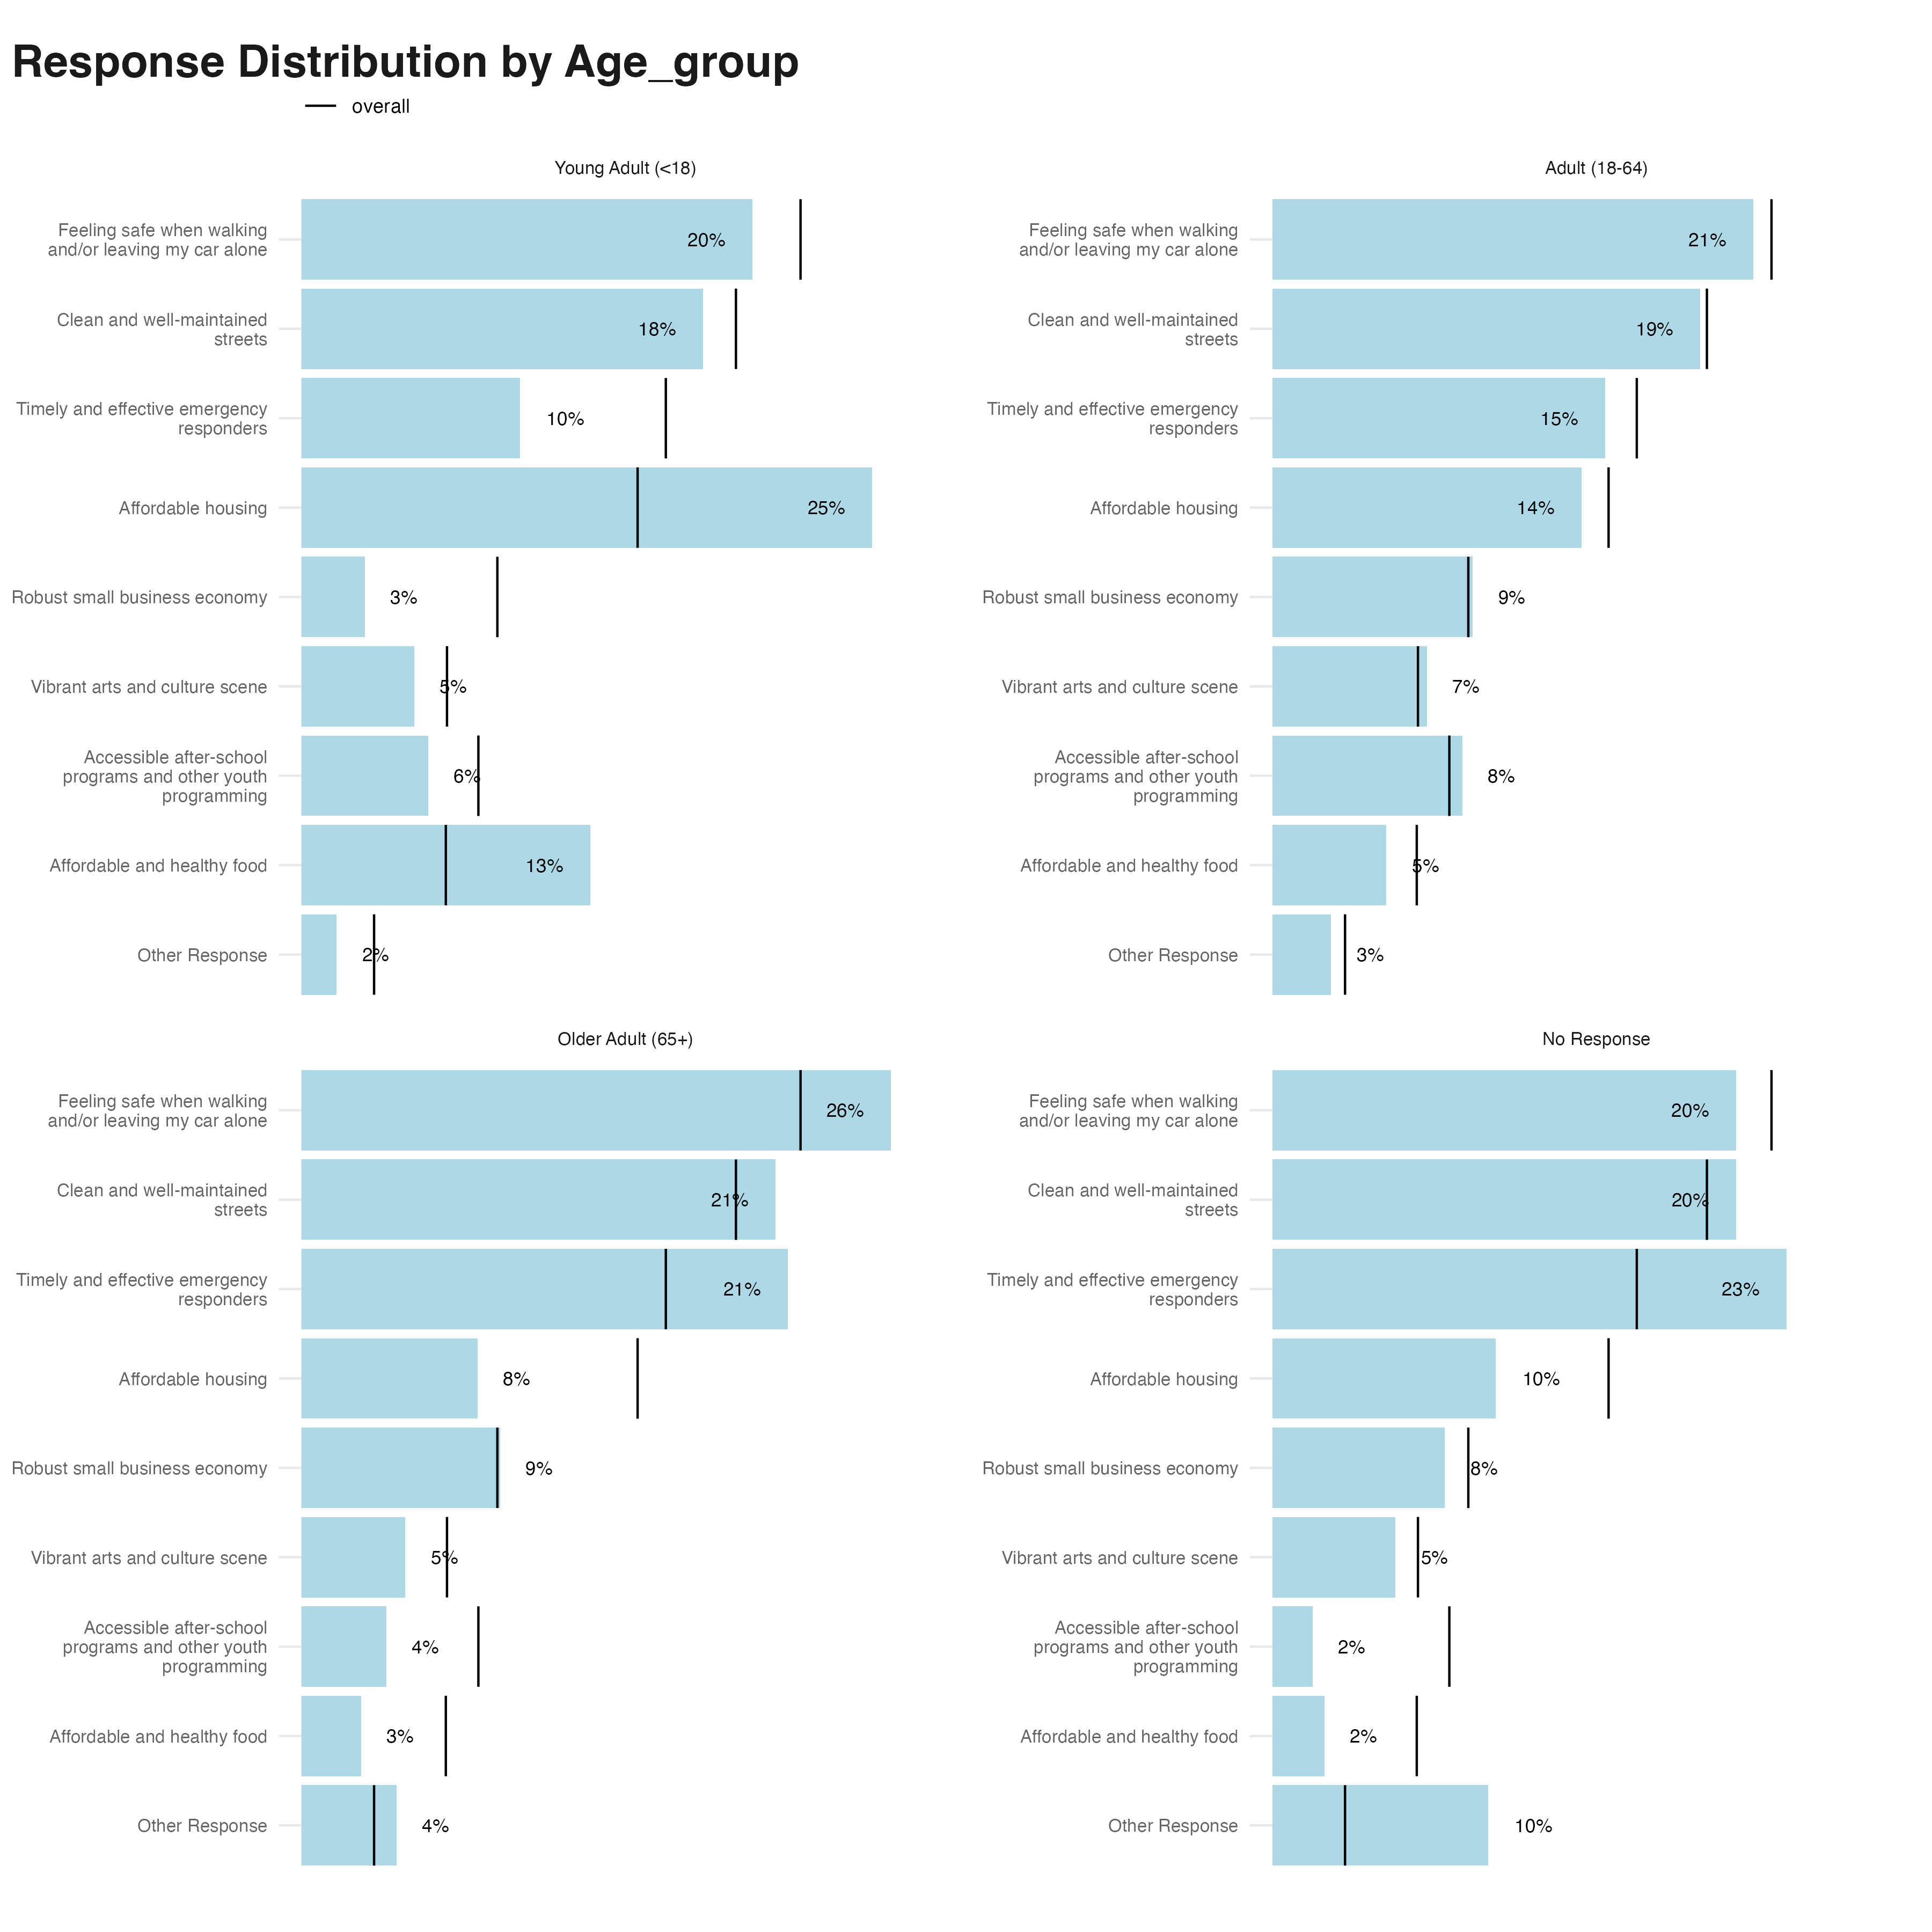 Response Distribution by Age_group
overall
Young Adult (<18)
Feeling safe when walking
and/or leaving my car alone
20%
Clean and well-maintained
streets
18%
Timely and effective emergency
responders
10%
Affordable housing
25%
Robust small business economy
3%
Vibrant arts and culture scene
5%
Accessible after-school
programs and other youth
programming
6%
Affordable and healthy food
13%
Other Response
2%
Adult (18-64)
Feeling safe when walking
and/or leaving my car alone
21%
Clean and well-maintained
streets
19%
Timely and effective emergency
responders
15%
Affordable housing
14%
Robust small business economy
9%
Vibrant arts and culture scene
7%
Accessible after-school
programs and other youth
programming
8%
Affordable and healthy food
5%
Other Response
3%
Older Adult (65+)
Feeling safe when walking
and/or leaving my car alone
26%
Clean and well-maintained
streets
21%
Timely and effective emergency
responders
21%
Affordable housing
8%
Robust small business economy
9%
Vibrant arts and culture scene
5%
Accessible after-school
programs and other youth
programming
4%
Affordable and healthy food
3%
Other Response
4%
No Response
Feeling safe when walking
and/or leaving my car alone
20%
Clean and well-maintained
streets
20%
Timely and effective emergency
responders
23%
Affordable housing
10%
Robust small business economy
8%
Vibrant arts and culture scene
5%
Accessible after-school
programs and other youth
programming
2%
Affordable and healthy food
2%
Other Response
10%